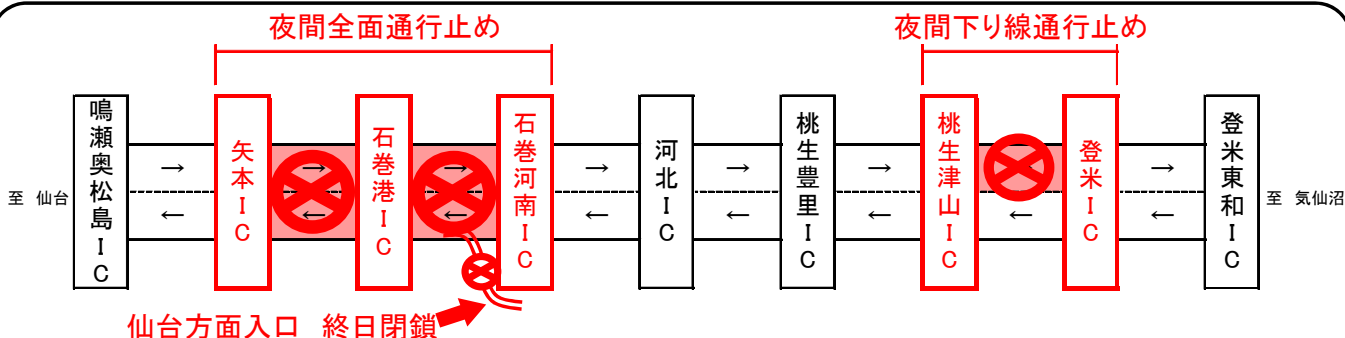 夜間全面通行止め
夜間下り線通行止め
至 仙台
鳴瀬奥松島IC
→
←
矢本IC
→
←
石巻港IC
→
←
石巻河南IC
→
←
河北IC
→
←
桃生豊里IC
→
←
桃生津山IC
←
登米IC
→
←
登米東和IC
至 気仙沼
仙台方面入口 終日閉鎖